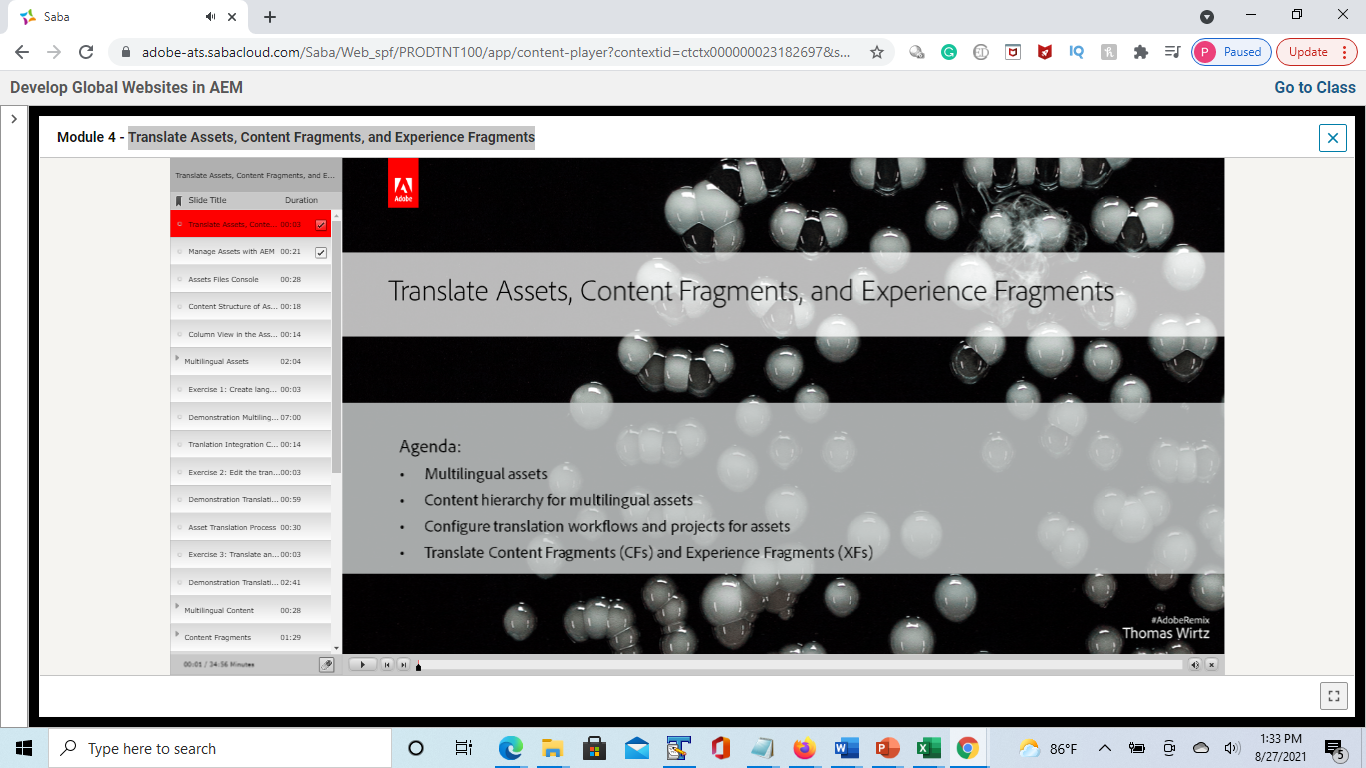 Saba
adobe-ats.sabacloud.com/Saba/Web_spf/PRODTNT100/app/content-player?contextid=ctctx000000023182697&s...
P Paused
Update
Develop Global Websites in AEM
Go to Class
Module 4 - Translate Assets, Content Fragments, and Experience Fragments
Translate Assets, Content Fragments, and E...
Slide Title Duration
Translate Assets, Conte... 00:02
Manage Assets with AEM 00:21
Assets Files Console 00:28
Content Structure of As... 00:18
Column View in the Ass... 00:14
Multilingual Assets 02:04
Exercise 1: Create lang... 00:03
Demonstration Multiling... 07:00
Tranlation Integration C... 00:14
Exercise 2: Edit the tran... 00:03
Demonstration Translati... 00:59
Asset Translation Process 00:30
Exercise 3: Translate an... 00:03
Demonstration Translati... 02:41
Multilingual Content 00:28
Content Fragments 01:29
00:01 / 34:56 Minutes
Adobe
Translate Assets, Content Fragments, and Experience Fragments
Agenda:
• Multilingual assets
• Content hierarchy for multilingual assets
• Configure translation workflows and projects for assets
• Translate Content Fragments (CFs) and Experience Fragments (XFs)
#AdobeRemix
Thomas Wirtz
Type here to search
86°F
1:33 PM
8/27/2021
5